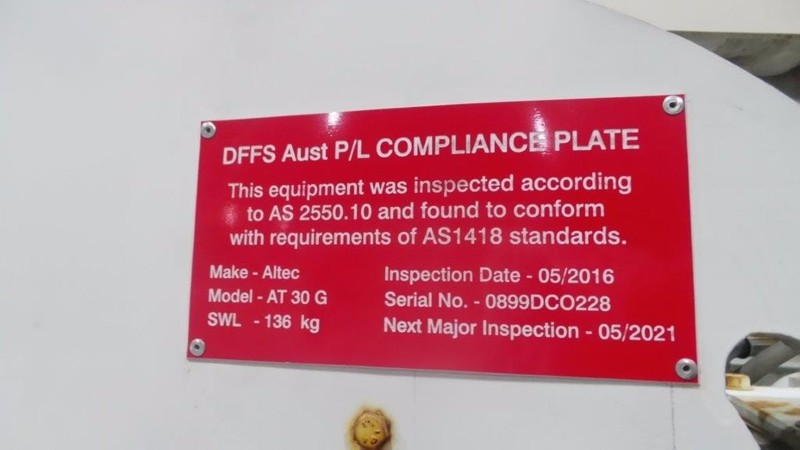 DFFS Aust P/L COMPLIANCE PLATE
This equipment was inspected according
to AS 2550.10 and found to conform
with requirements of AS1418 standards.
Make - Altec Inspection Date - 05/2016
Model - AT 30 G Serial No. - 0899DCO228
SWL - 136 kg Next Major Inspection - 05/2021